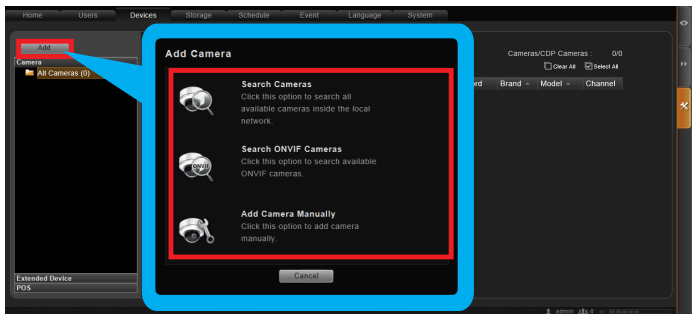 Home Users Devices Storage Schedule Event Language System
Add
Camera
All Cameras (0)
Extended Device
POS
Add Camera
Search Cameras
Click this option to search all
available cameras inside the local
network.
ONVIF
Search ONVIF Cameras
Click this option to search available
ONVIF cameras.
Add Camera Manually
Click this option to add camera
manually.
Cancel
Cameras/CDP Cameras : 0/0
Clear All Select All
Brand Model Channel
admin 4